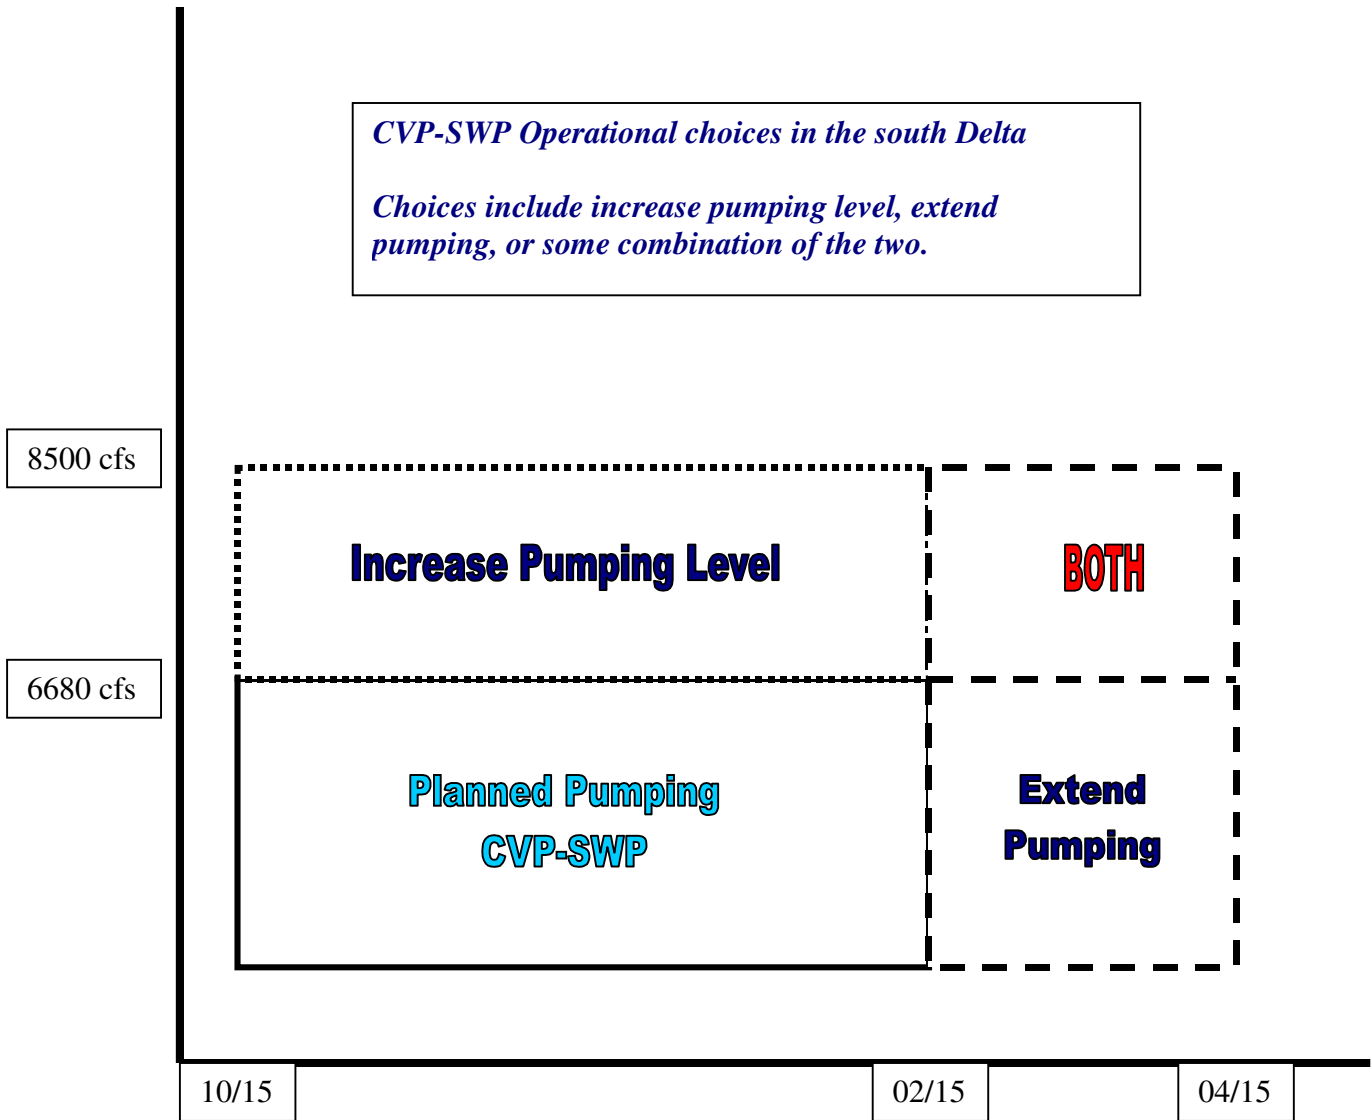 CVP-SWP Operational choices in the south Delta
Choices include increase pumping level, extend
pumping, or some combination of the two.
8500 cfs
Increase Pumping Level
BOTH
6680 cfs
Planned Pumping
CVP-SWP
Extend
Pumping
10/15
02/15
04/15